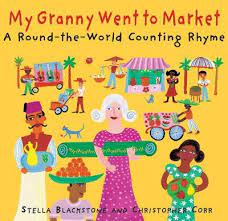 My Granny Went to Market
A Round-the-World Counting Rhyme
Stella Blackstone and Christopher Corr